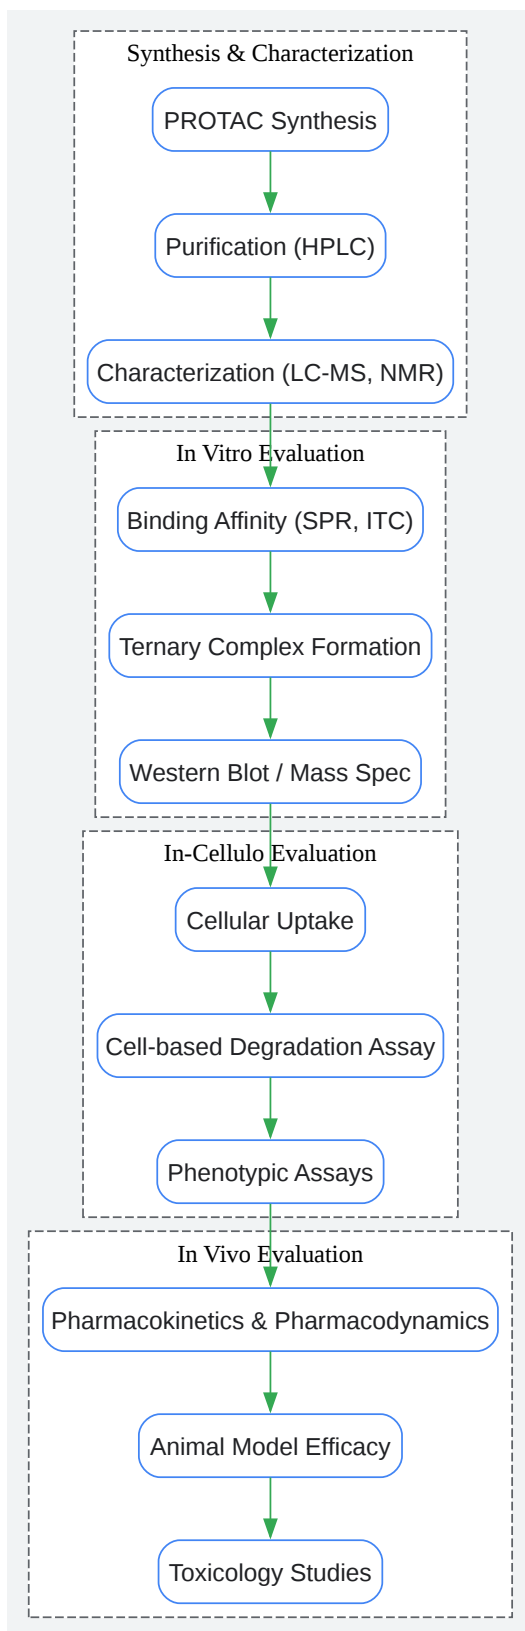 Synthesis & Characterization
PROTAC Synthesis
Purification (HPLC)
Characterization (LC-MS, NMR)
In Vitro Evaluation
Binding Affinity (SPR, ITC)
Ternary Complex Formation
Western Blot / Mass Spec
In-Cellulo Evaluation
Cellular Uptake
Cell-based Degradation Assay
Phenotypic Assays
In Vivo Evaluation
Pharmacokinetics & Pharmacodynamics
Animal Model Efficacy
Toxicology Studies